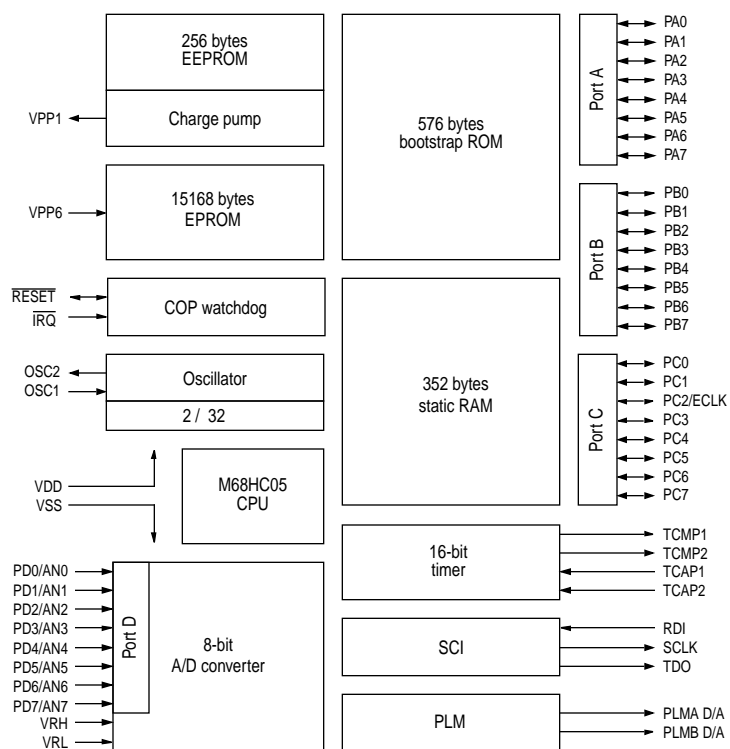 256 bytes
EEPROM
Charge pump
VPP1
15168 bytes
EPROM
VPP6
RESET
IRQ
COP watchdog
OSC2
OSC1
Oscillator
2 / 32
VDD
VSS
M68HC05
CPU
PD0/AN0
PD1/AN1
PD2/AN2
PD3/AN3
PD4/AN4
PD5/AN5
PD6/AN6
PD7/AN7
VRH
VRL
Port D
8-bit
A/D converter
576 bytes
bootstrap ROM
352 bytes
static RAM
16-bit
timer
SCI
PLM
Port A
PA0
PA1
PA2
PA3
PA4
PA5
PA6
PA7
Port B
PB0
PB1
PB2
PB3
PB4
PB5
PB6
PB7
Port C
PC0
PC1
PC2/ECLK
PC3
PC4
PC5
PC6
PC7
TCMP1
TCMP2
TCAP1
TCAP2
RDI
SCLK
TDO
PLMA D/A
PLMB D/A